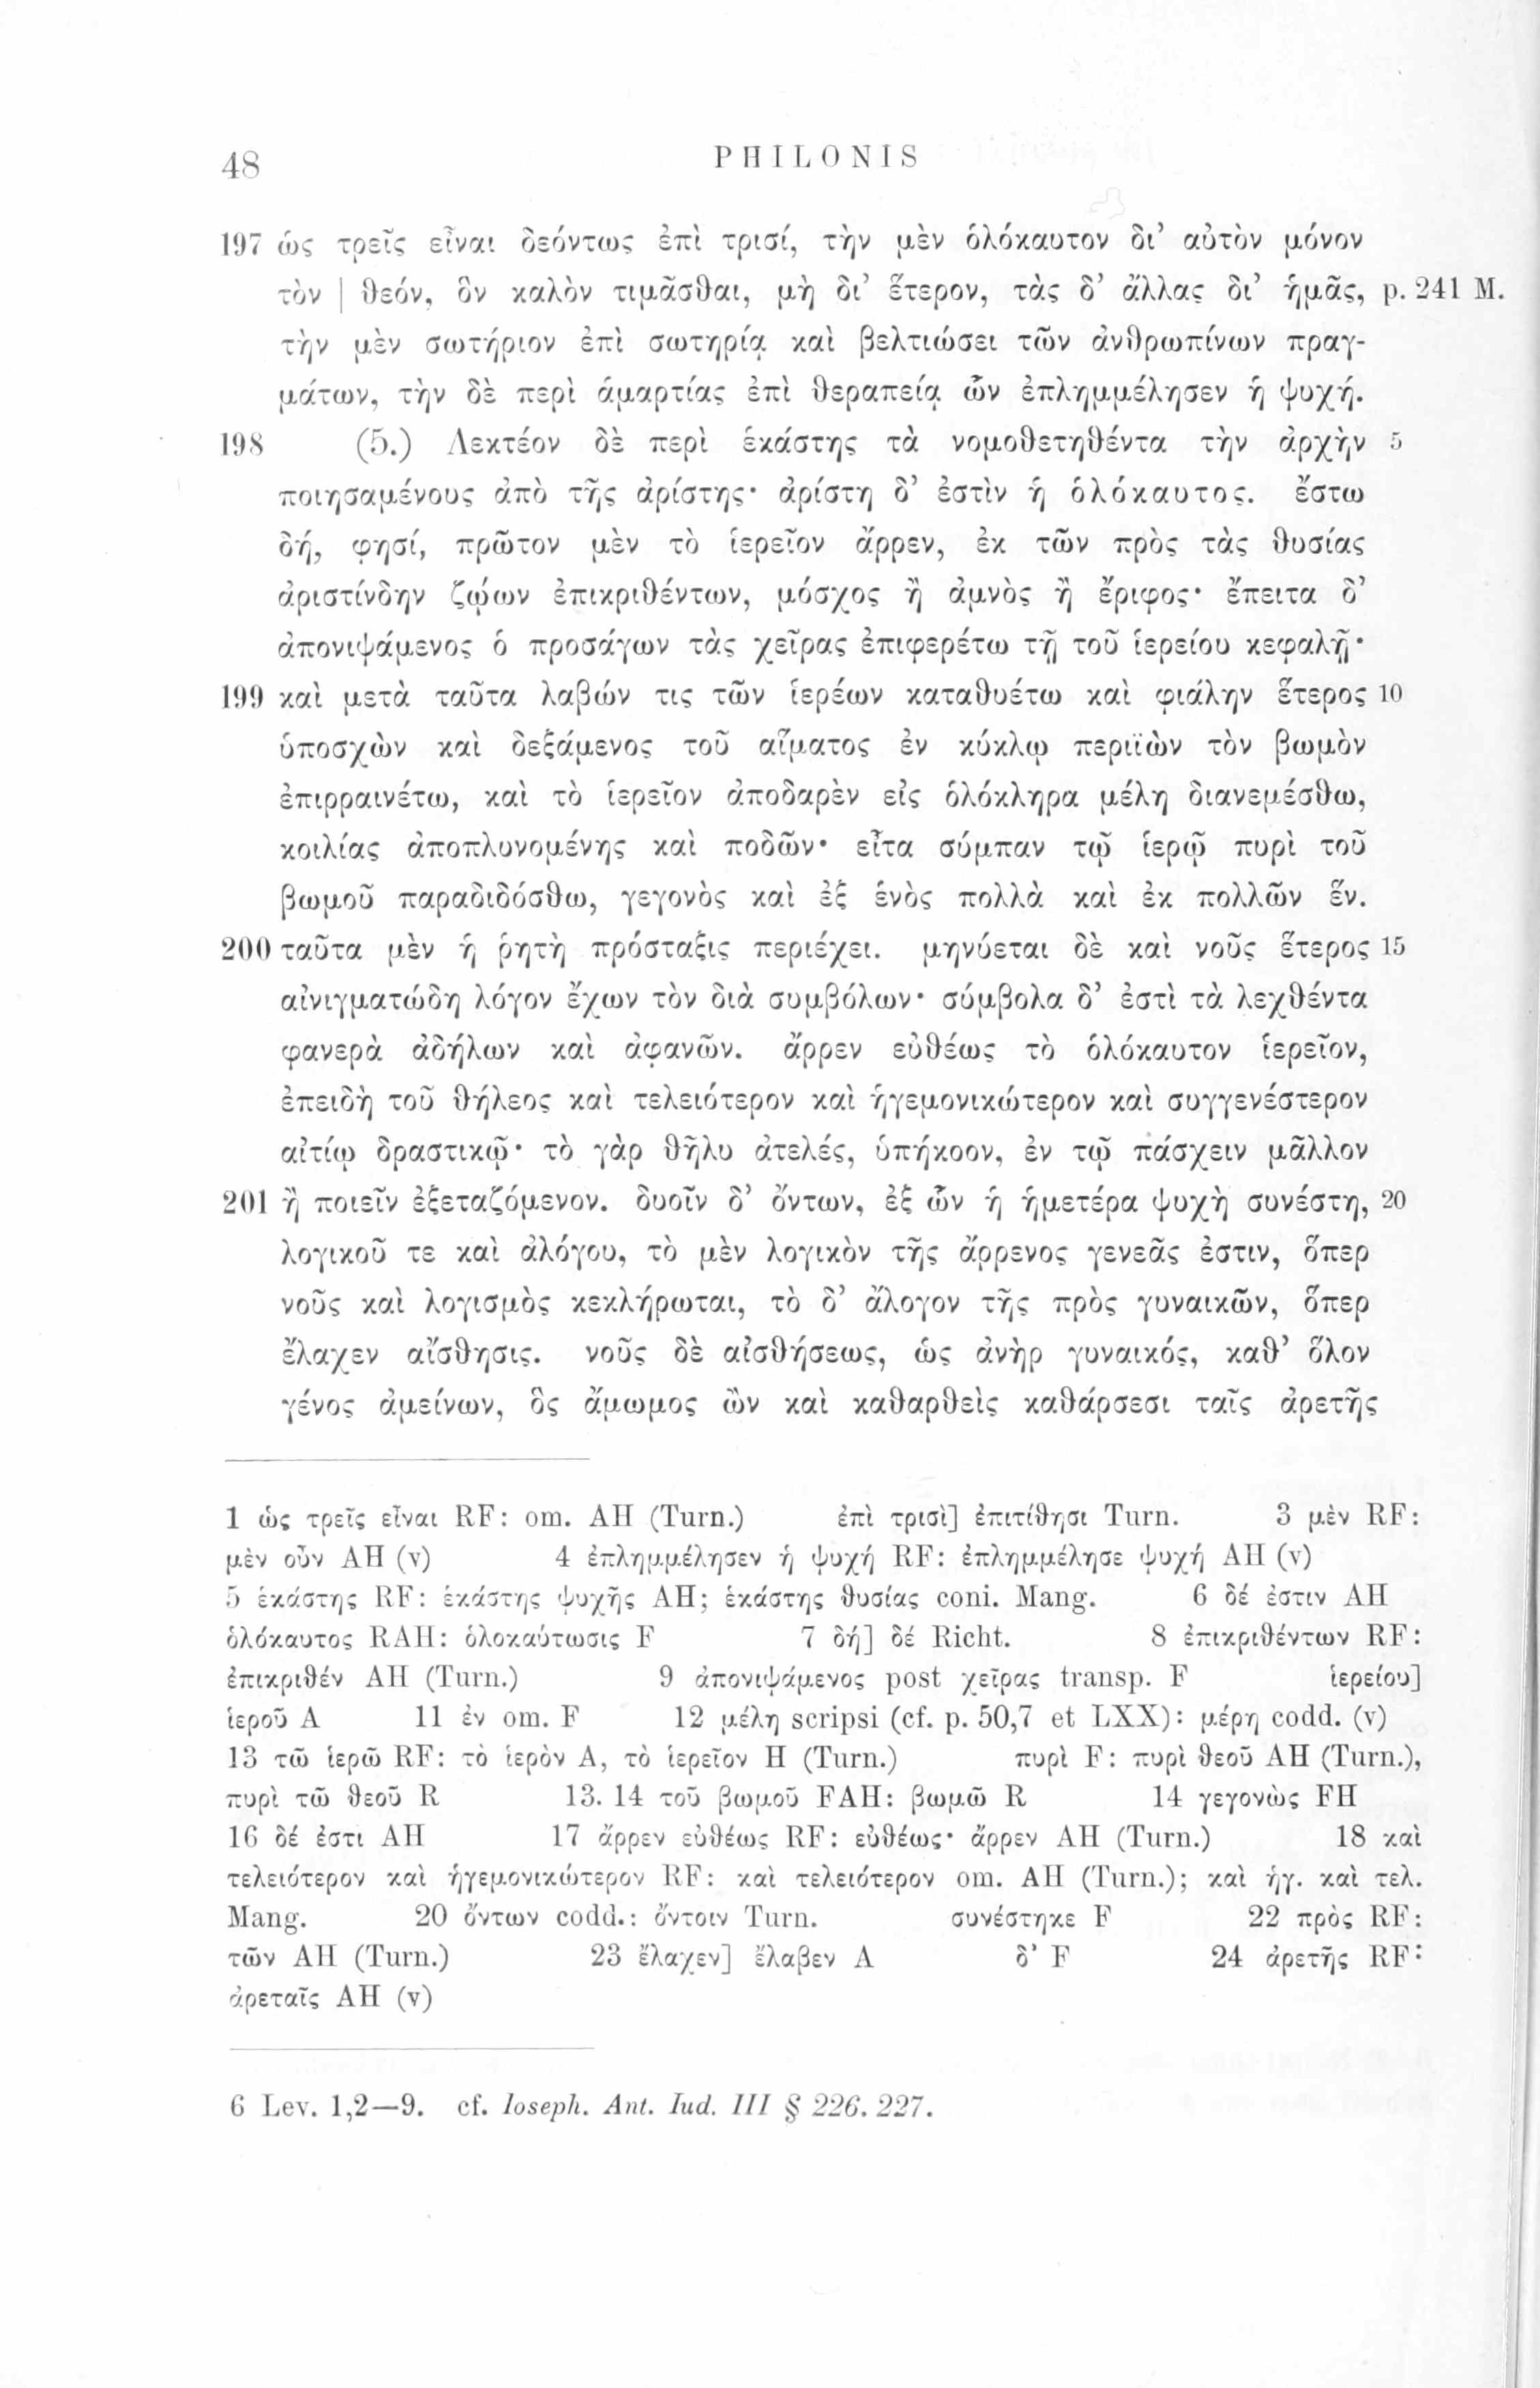 48 PHILONIS
197 ὡς τρεῖς εἶναι δεόντως ἐπὶ τρισί, τὴν μὲν ὁλόκαυτον δι’ αὐτὸν μόνον
τὸν | θεόν, ὃν καλὸν τιμᾶσθαι, μὴ δι’ ἕτερον, τὰς δ’ ἄλλας δι’ ἡμᾶς, p. 241 M.
τὴν μὲν σωτήριον ἐπὶ σωτηρίᾳ καὶ βελτιώσει τῶν ἀνθρωπίνων πραγ-
μάτων, τὴν δὲ περὶ ἁμαρτίας ἐπὶ θεραπείᾳ ὧν ἐπλημμέλησεν ἡ ψυχή.
198 (5.) Λεκτέον δὲ περὶ ἑκάστης τὰ νομοθετηθέντα τὴν ἀρχὴν 5
ποιησαμένους ἀπὸ τῆς ἀρίστης· ἀρίστη δ’ ἐστὶν ἡ ὁλόκαυτος. ἔστω
δή, φησί, πρῶτον μὲν τὸ ἱερεῖον ἄρρεν, ἐκ τῶν πρὸς τὰς θυσίας
ἀριστίνδην ζῴων ἐπικριθέντων, μόσχος ἢ ἀμνὸς ἢ ἔριφος· ἔπειτα δ’
ἀπονιψάμενος ὁ προσάγων τὰς χεῖρας ἐπιφερέτω τῇ τοῦ ἱερείου κεφαλῇ·
199 καὶ μετὰ ταῦτα λαβών τις τῶν ἱερέων καταθυέτω καὶ φιάλην ἕτερος 10
ὑποσχὼν καὶ δεξάμενος τοῦ αἵματος ἐν κύκλῳ περιϊὼν τὸν βωμὸν
ἐπιρραινέτω, καὶ τὸ ἱερεῖον ἀποδαρὲν εἰς ὁλόκληρα μέλη διανεμέσθω,
κοιλίας ἀποπλυνομένης καὶ ποδῶν· εἶτα σύμπαν τῷ ἱερῷ πυρὶ τοῦ
βωμοῦ παραδιδόσθω, γεγονὸς καὶ ἐξ ἑνὸς πολλὰ καὶ ἐκ πολλῶν ἕν.
200 ταῦτα μὲν ἡ ῥητὴ πρόσταξις περιέχει. μηνύεται δὲ καὶ νοῦς ἕτερος 15
αἰνιγματώδη λόγον ἔχων τὸν διὰ συμβόλων· σύμβολα δ’ ἐστὶ τὰ λεχθέντα
φανερὰ ἀδήλων καὶ ἀφανῶν. ἄρρεν εὐθέως τὸ ὁλόκαυτον ἱερεῖον,
ἐπειδὴ τοῦ θήλεος καὶ τελειότερον καὶ ἡγεμονικώτερον καὶ συγγενέστερον
αἰτίῳ δραστικῷ· τὸ γὰρ θῆλυ ἀτελές, ὑπήκοον, ἐν τῷ πάσχειν μᾶλλον
201 ἢ ποιεῖν ἐξεταζόμενον. δυοῖν δ’ ὄντων, ἐξ ὧν ἡ ἡμετέρα ψυχὴ συνέστη, 20
λογικοῦ τε καὶ ἀλόγου, τὸ μὲν λογικὸν τῆς ἄρρενος γενεᾶς ἐστιν, ὅπερ
νοῦς καὶ λογισμὸς κεκλήρωται, τὸ δ’ ἄλογον τῆς πρὸς γυναικῶν, ὅπερ
ἔλαχεν αἴσθησις. νοῦς δὲ αἰσθήσεως, ὡς ἀνὴρ γυναικός, καθ’ ὅλον
γένος ἀμείνων, ὃς ἄμωμος ὢν καὶ καθαρθεὶς καθάρσεσι ταῖς ἀρετῆς
1 ὡς τρεῖς εἶναι RF: om. AH (Turn.) ἐπὶ τρισὶ] ἐπιτίθησι Turn. 3 μὲν RF:
μὲν οὖν AH (v) 4 ἐπλημμέλησεν ἡ ψυχή RF: ἐπλημμέλησε ψυχή AH (v)
5 ἑκάστης RF: ἑκάστης ψυχῆς AH; ἑκάστης θυσίας coni. Mang. 6 δέ ἐστιν AH
ὁλόκαυτος RAH: ὁλοκαύτωσις F 7 δή] δέ Richt. 8 ἐπικριθέντων RF:
ἐπικριθέν AH (Turn.) 9 ἀπονιψάμενος post χεῖρας transp. F ἱερείου]
ἱεροῦ A 11 ἐν om. F 12 μέλη scripsi (cf. p. 50,7 et LXX): μέρη codd. (v)
13 τῶ ἱερῶ RF: τὸ ἱερὸν A, τὸ ἱερεῖον H (Turn.) πυρὶ F: πυρὶ θεοῦ AH (Turn.),
πυρὶ τῶ θεοῦ R 13. 14 τοῦ βωμοῦ FAH: βωμῶ R 14 γεγονὼς FH
16 δέ ἐστι AH 17 ἄρρεν εὐθέως RF: εὐθέως· ἄρρεν AH (Turn.) 18 καὶ
τελειότερον καὶ ἡγεμονικώτερον RF: καὶ τελειότερον om. AH (Turn.); καὶ ἡγ. καὶ τελ.
Mang. 20 ὄντων codd.: ὄντοιν Turn. συνέστηκε F 22 πρὸς RF:
τῶν AH (Turn.) 23 ἔλαχεν] ἔλαβεν A δ’ F 24 ἀρετῆς RF:
ἀρεταῖς AH (v)
6 Lev. 1,2—9. cf. Ioseph. Ant. Iud. III § 226. 227.